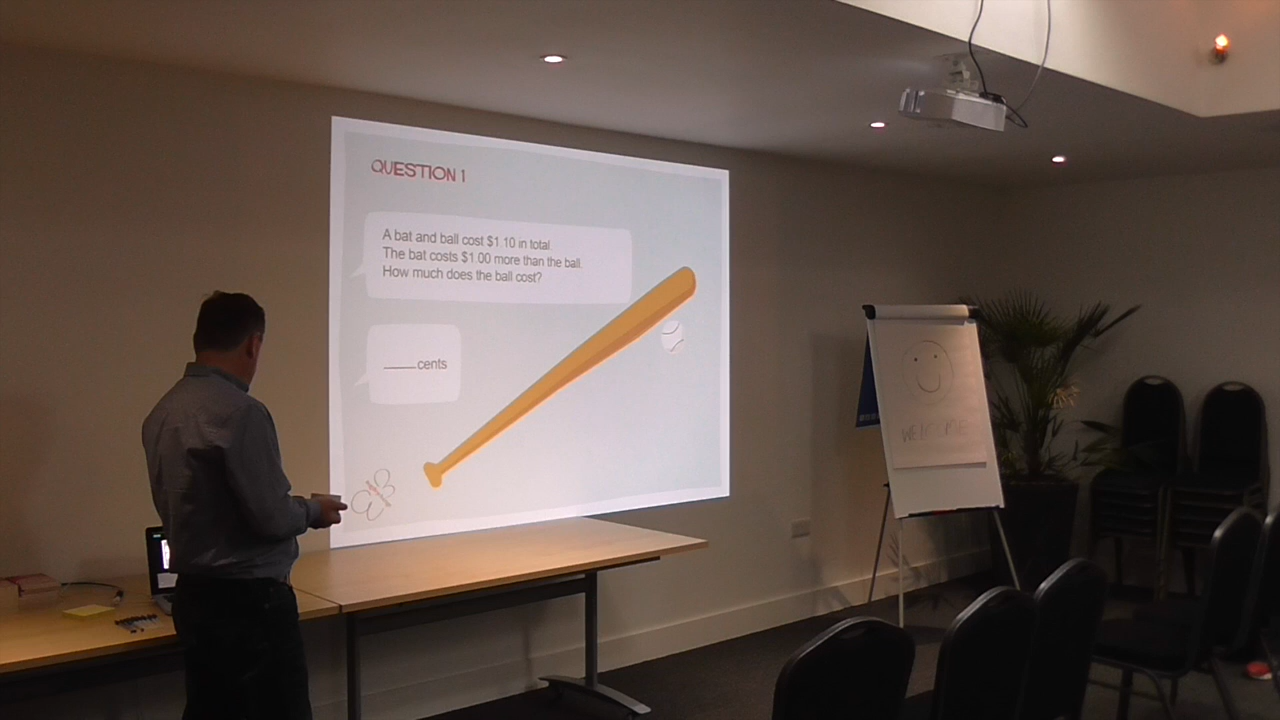 QUESTION 1
A bat and ball cost $1.10 in total.
The bat costs $1.00 more than the ball.
How much does the ball cost?
_____cents
WELCOME